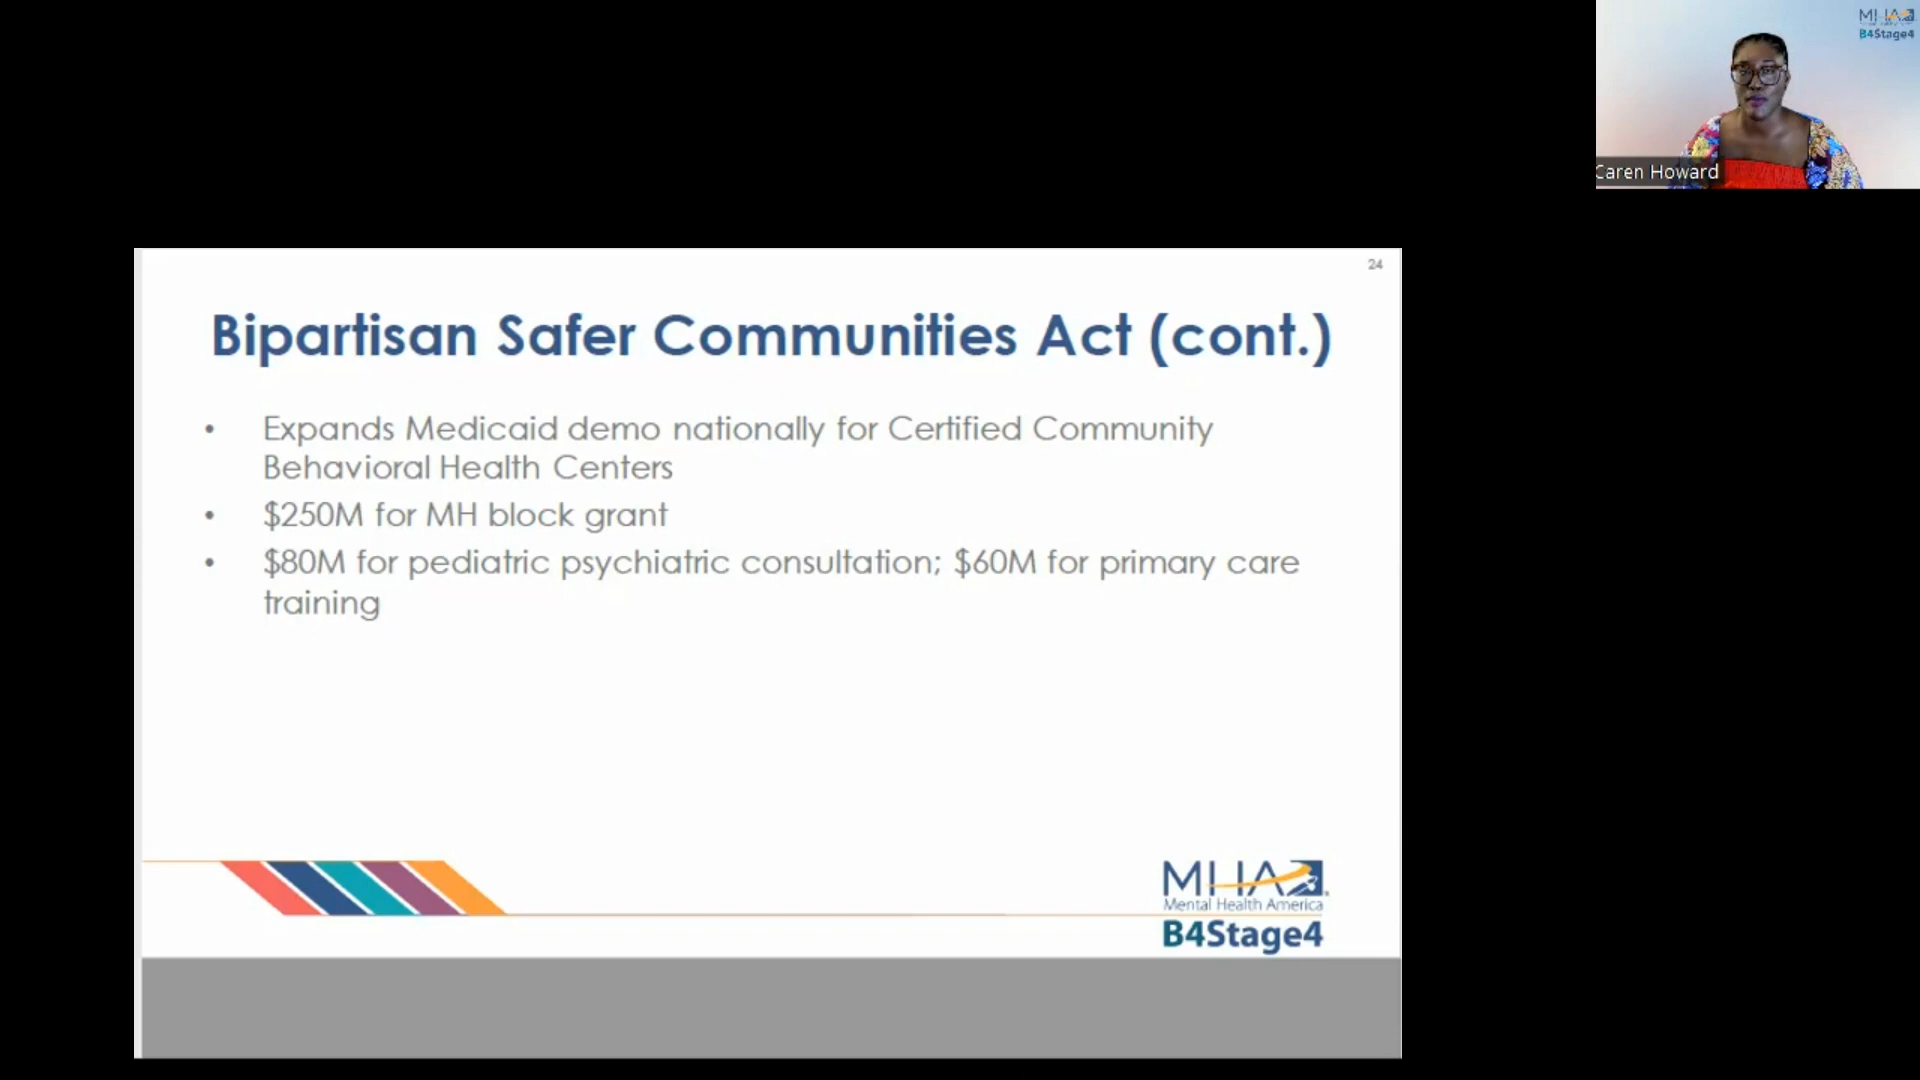 MHA
B4Stage4
Caren Howard
24
Bipartisan Safer Communities Act (cont.)
• Expands Medicaid demo nationally for Certified Community
Behavioral Health Centers
• $250M for MH block grant
• $80M for pediatric psychiatric consultation; $60M for primary care
training
MHA
Mental Health America
B4Stage4